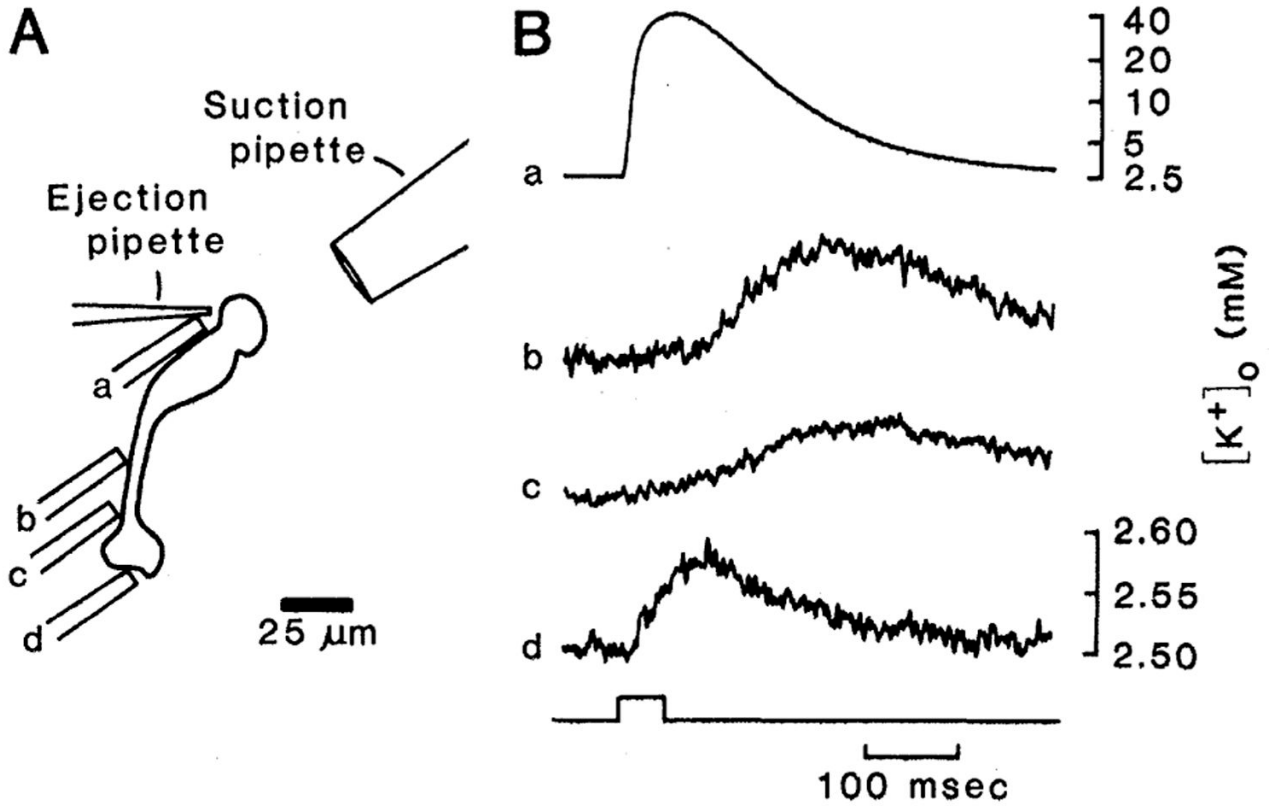 A
Suction
pipette
Ejection
pipette
a
b
c
d
25 µm
B
a
40
20
10
5
2.5
b
c
[K⁺]o (mM)
d
2.60
2.55
2.50
100 msec